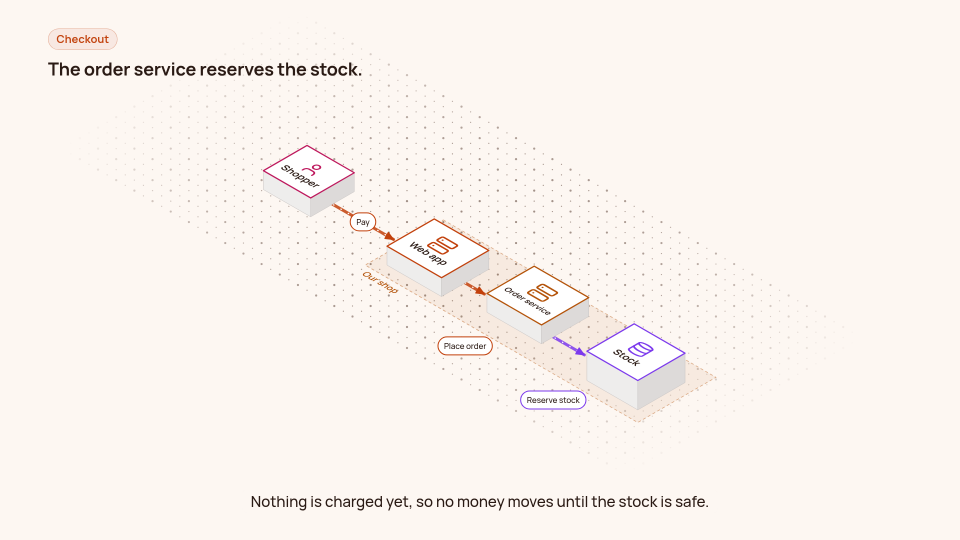 Checkout
The order service reserves the stock.
Shopper
Pay
Web app
Our shop
Order service
Place order
Stock
Reserve stock
Nothing is charged yet, so no money moves until the stock is safe.